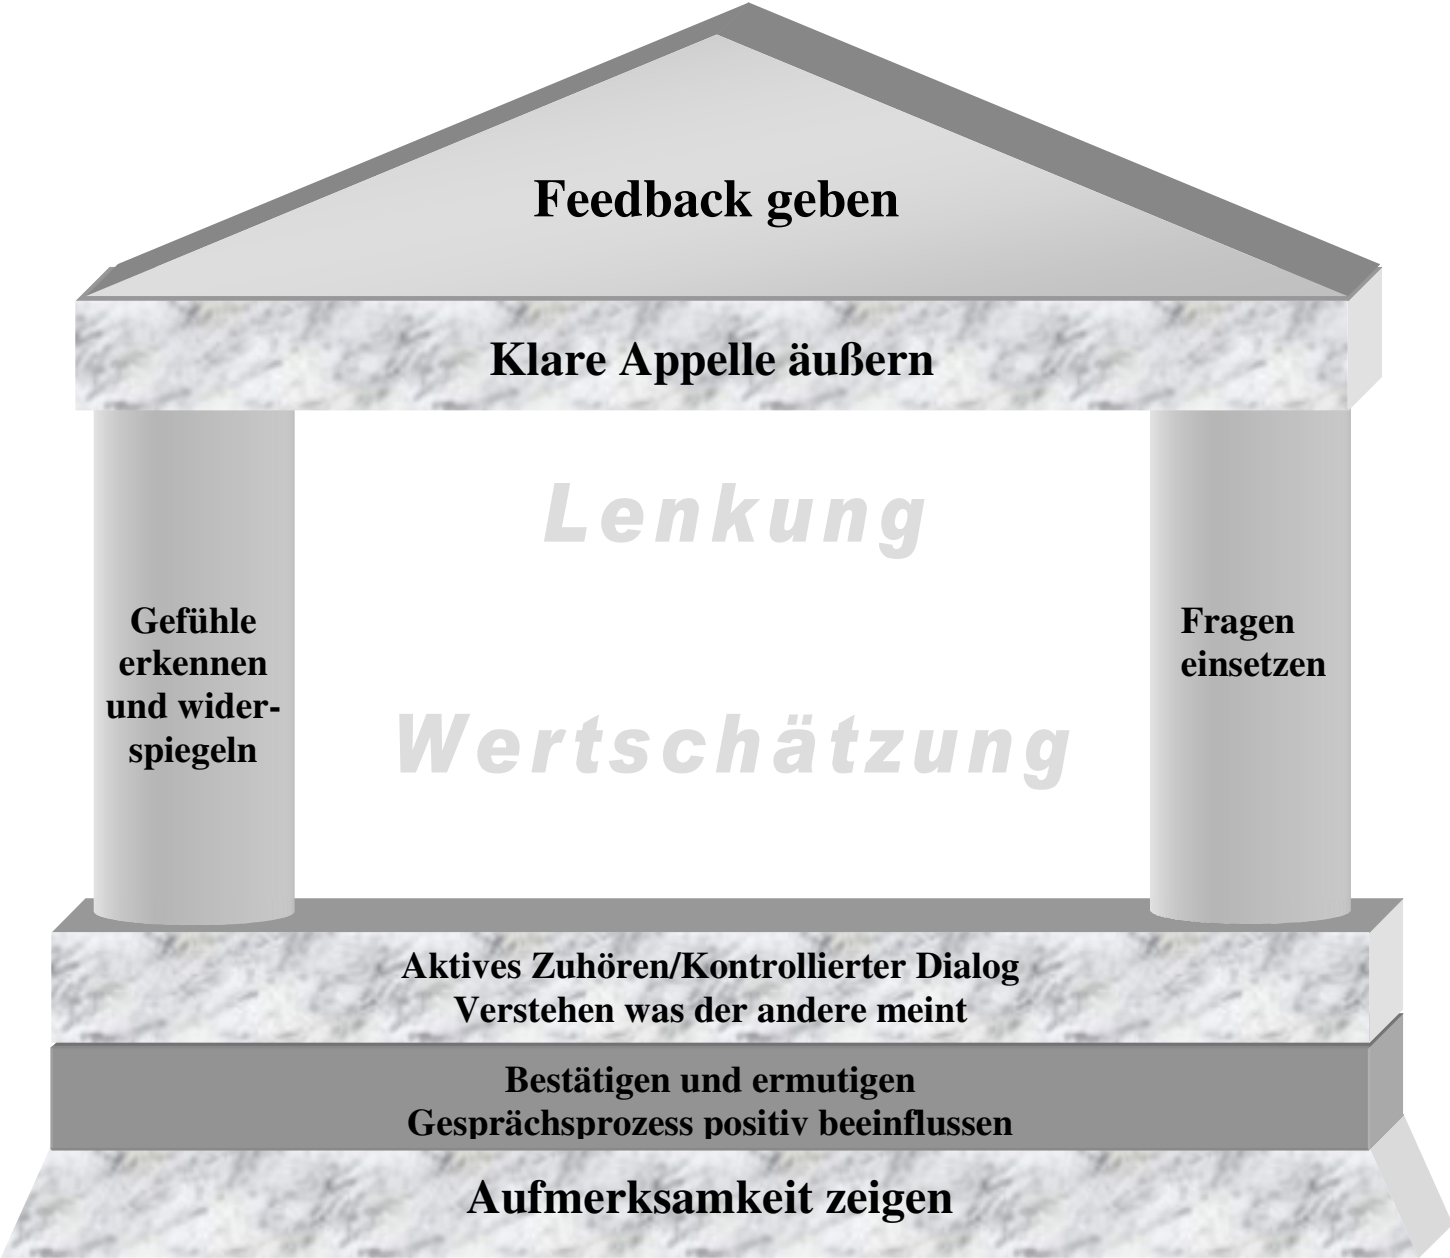 Feedback geben
Klare Appelle äußern
Lenkung
Gefühle
erkennen
und wider-
spiegeln
Fragen
einsetzen
Wertschätzung
Aktives Zuhören/Kontrollierter Dialog
Verstehen was der andere meint
Bestätigen und ermutigen
Gesprächsprozess positiv beeinflussen
Aufmerksamkeit zeigen